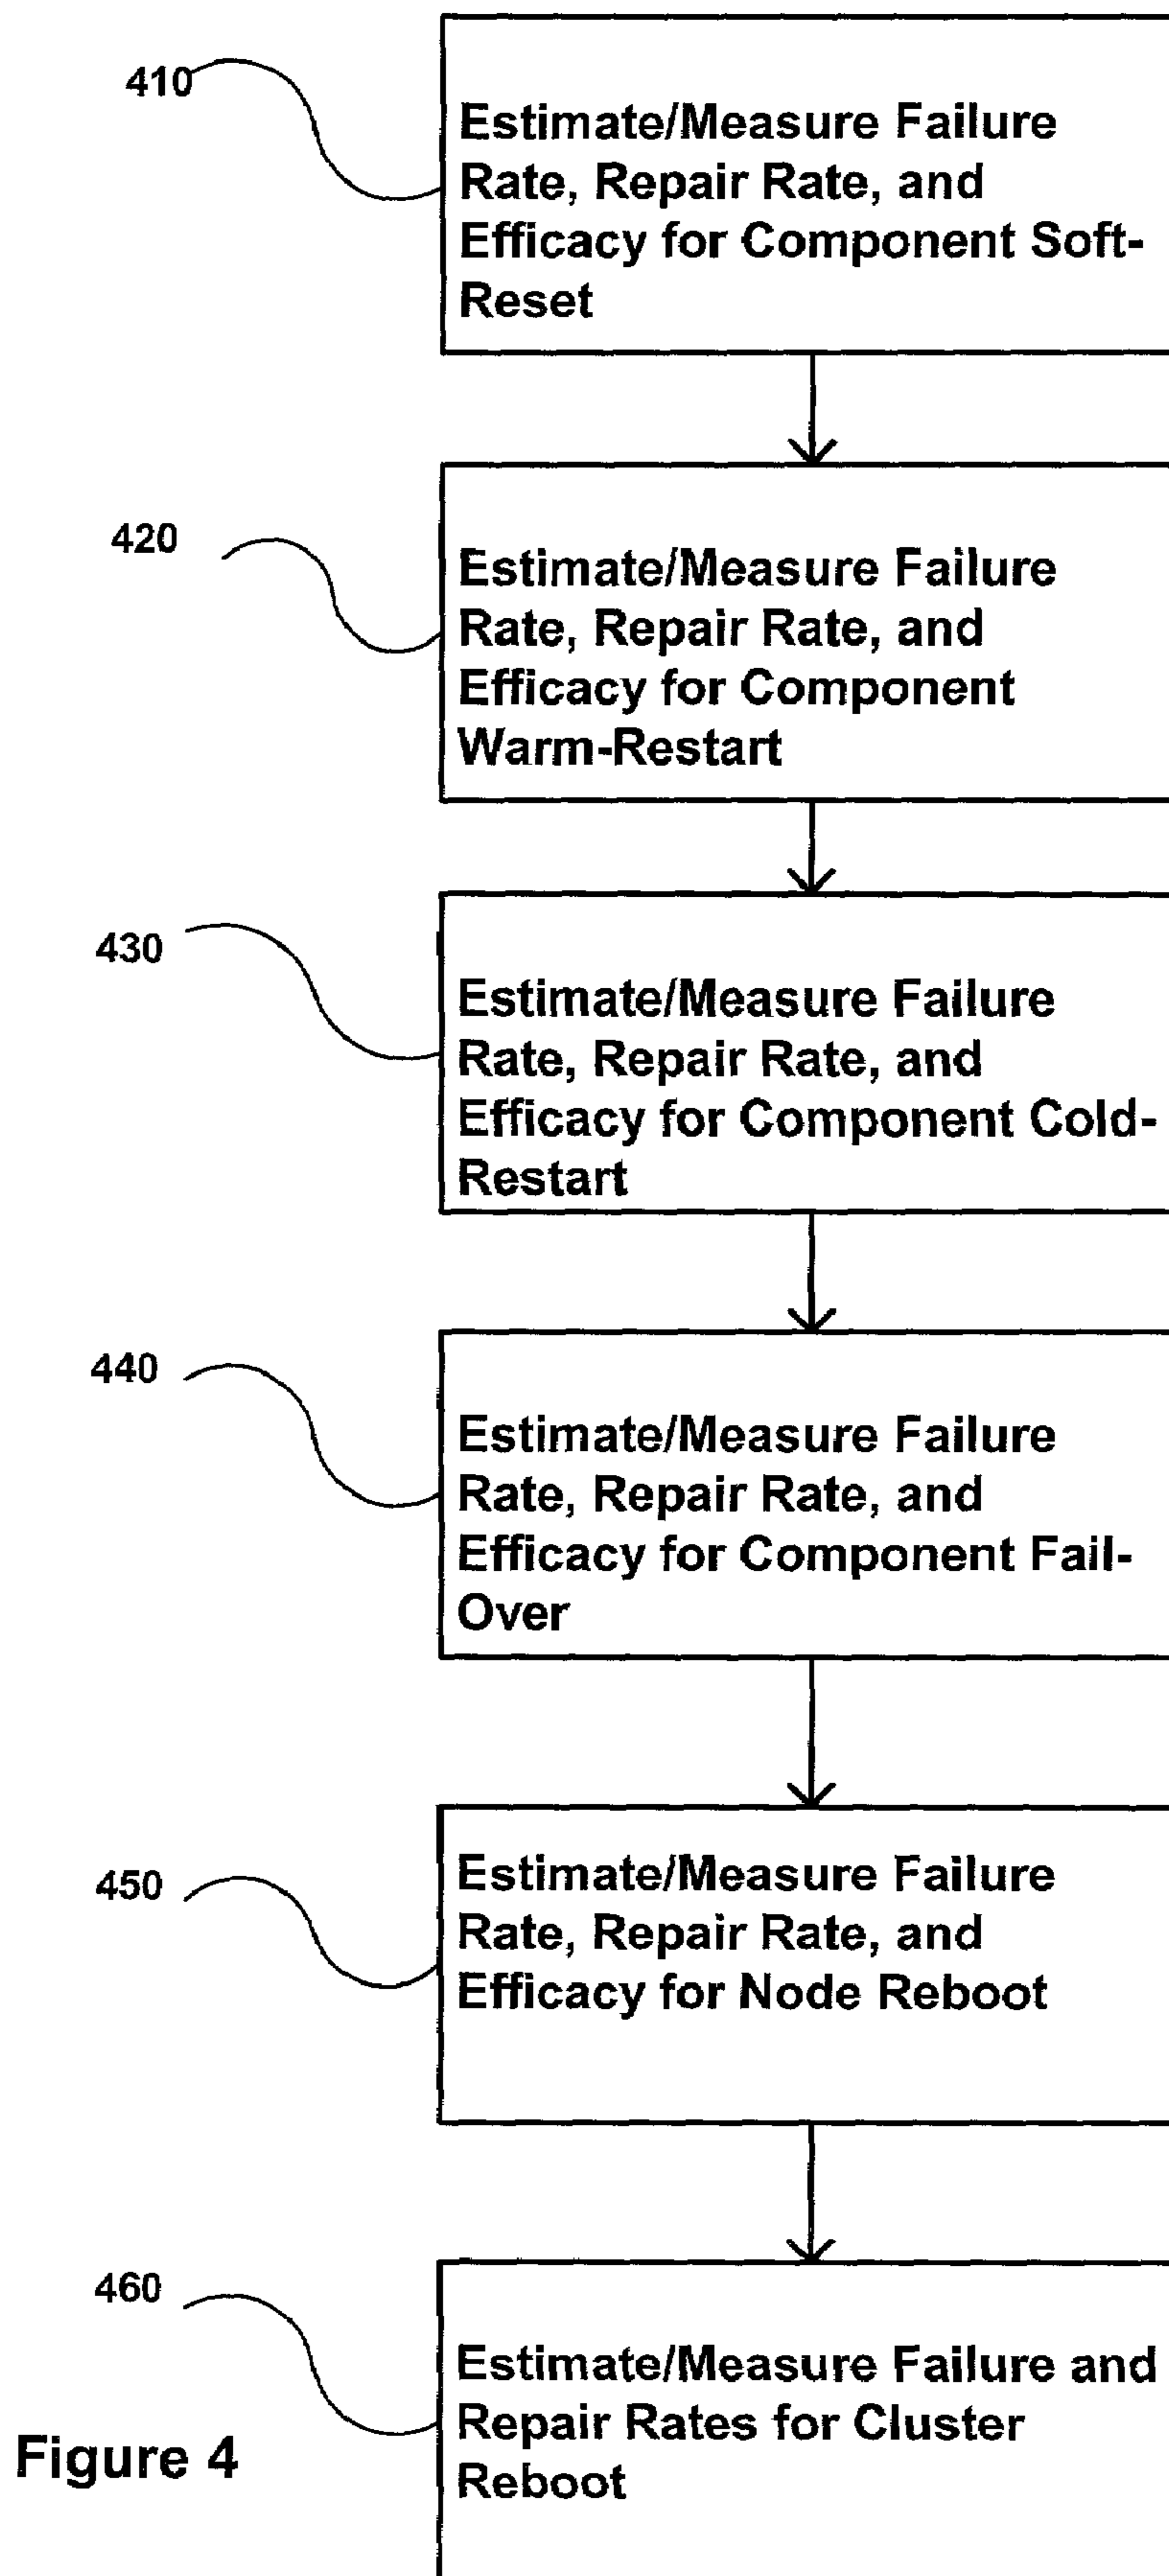 410
Estimate/Measure Failure
Rate, Repair Rate, and
Efficacy for Component Soft-
Reset
420
Estimate/Measure Failure
Rate, Repair Rate, and
Efficacy for Component
Warm-Restart
430
Estimate/Measure Failure
Rate, Repair Rate, and
Efficacy for Component Cold-
Restart
440
Estimate/Measure Failure
Rate, Repair Rate, and
Efficacy for Component Fail-
Over
450
Estimate/Measure Failure
Rate, Repair Rate, and
Efficacy for Node Reboot
460
Estimate/Measure Failure and
Repair Rates for Cluster
Reboot
Figure 4